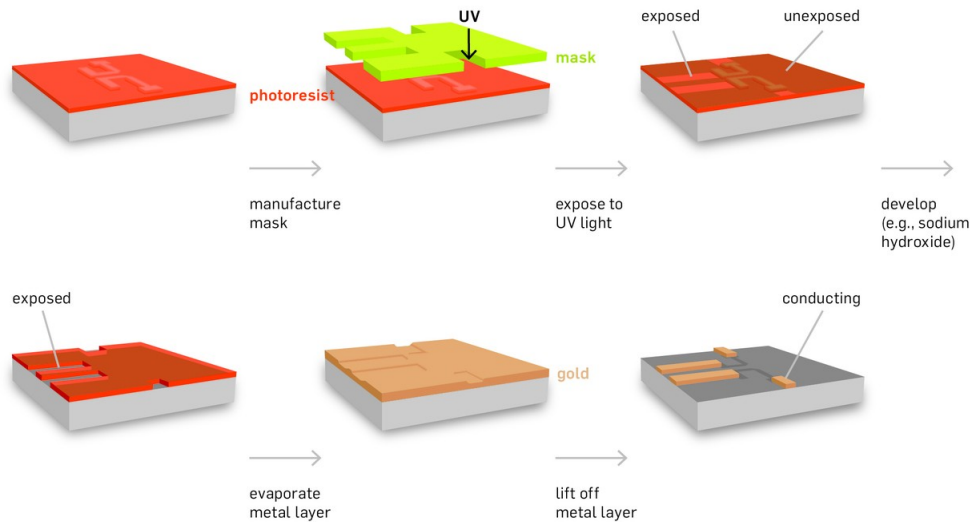 UV
mask
exposed
unexposed
photoresist
manufacture
mask
expose to
UV light
develop
(e.g., sodium
hydroxide)
exposed
conducting
gold
evaporate
metal layer
lift off
metal layer